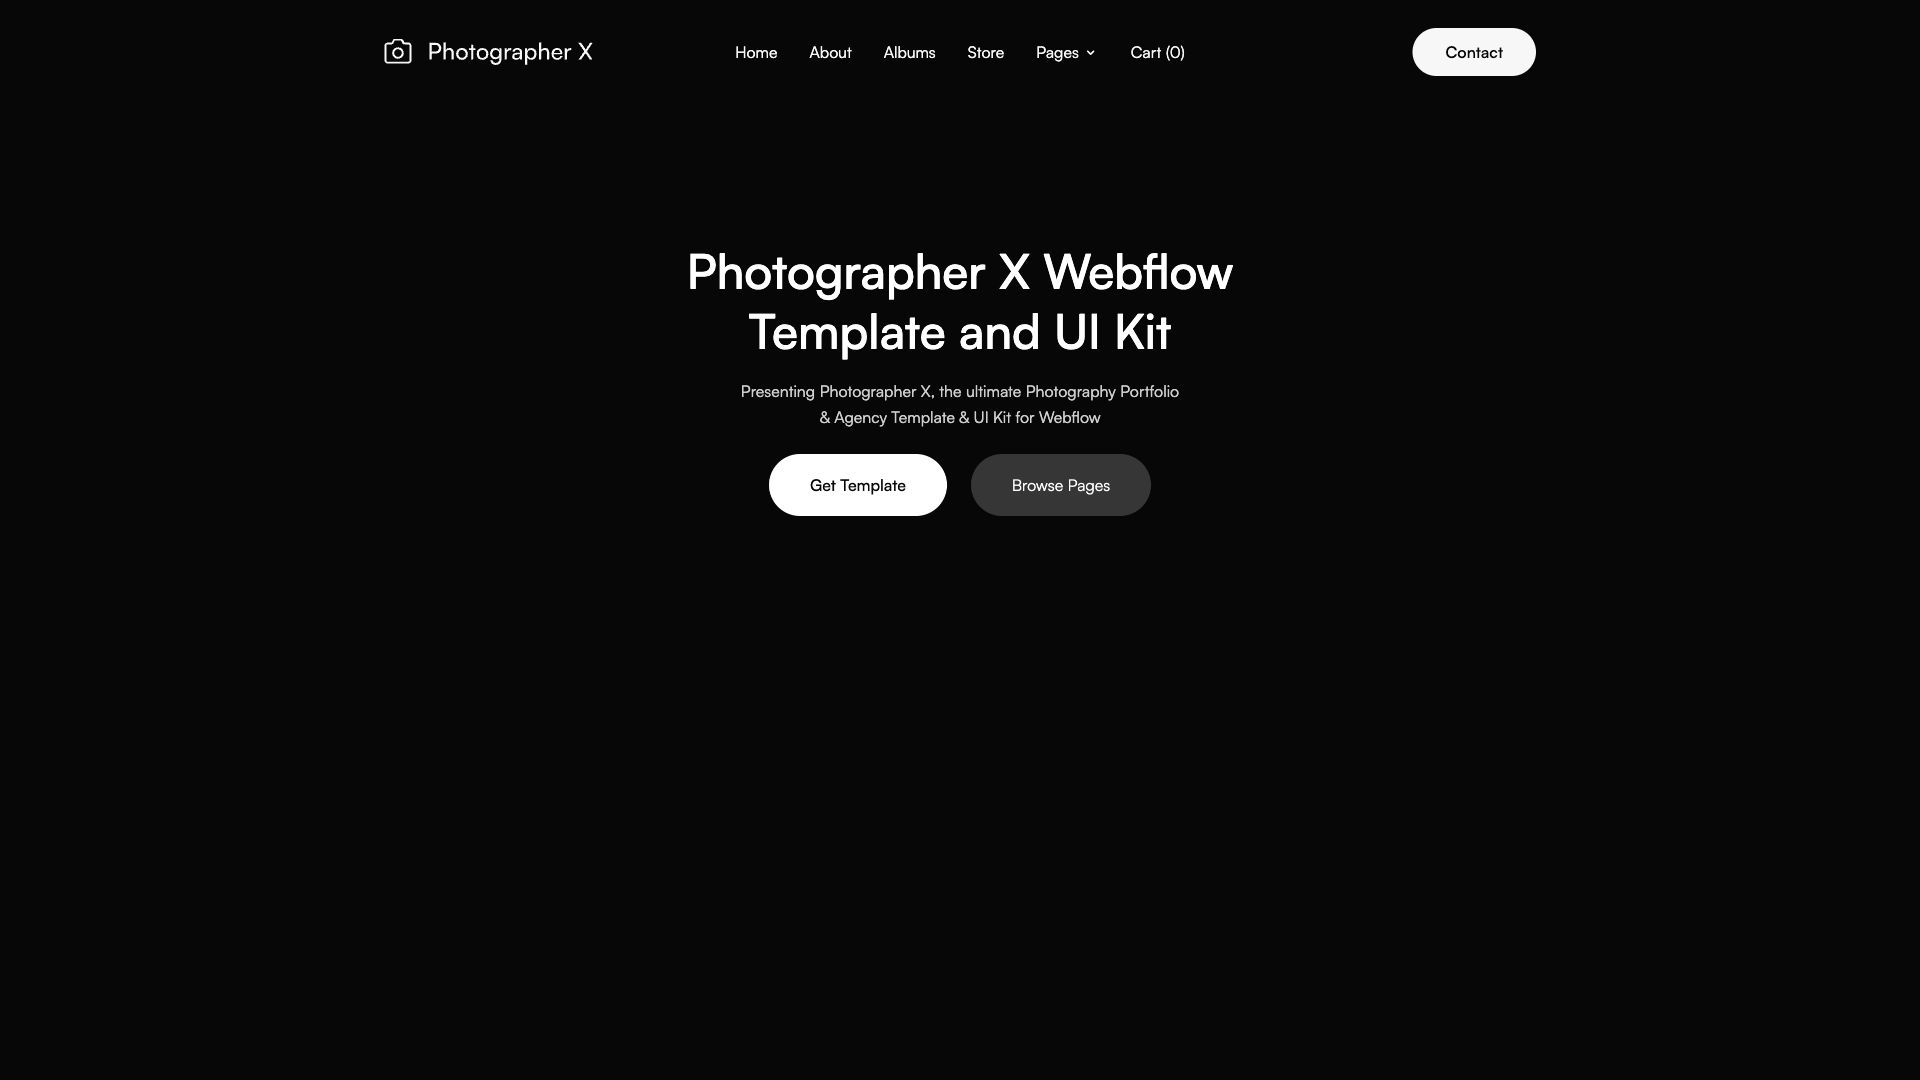 Photographer X
Home
About
Albums
Store
Pages
Cart (0)
Contact
Photographer X Webflow
Template and UI Kit
Presenting Photographer X, the ultimate Photography Portfolio
& Agency Template & UI Kit for Webflow
Get Template
Browse Pages